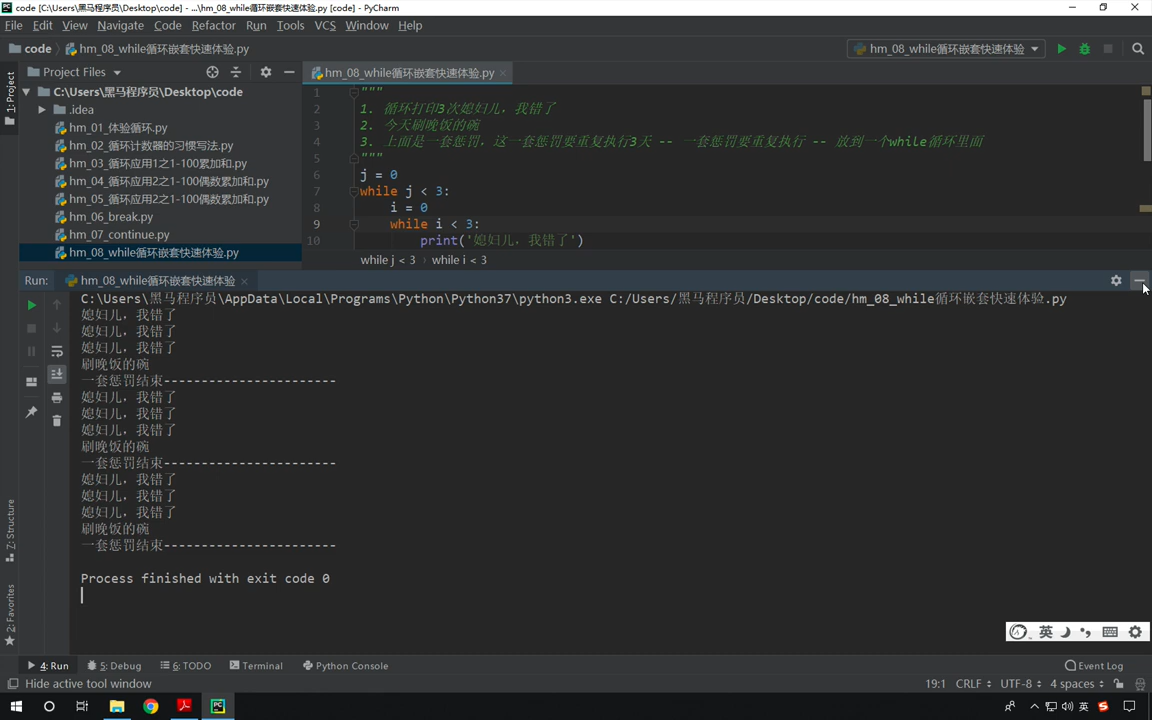 code [C:\Users\黑马程序员\Desktop\code] - ...\hm_08_while循环嵌套快速体验.py [code] - PyCharm
File Edit View Navigate Code Refactor Run Tools VCS Window Help
code hm_08_while循环嵌套快速体验.py
hm_08_while循环嵌套快速体验
1: Project
Project Files
hm_08_while循环嵌套快速体验.py
C:\Users\黑马程序员\Desktop\code
.idea
hm_01_体验循环.py
hm_02_循环计数器的习惯写法.py
hm_03_循环应用1之1-100累加和.py
hm_04_循环应用2之1-100偶数累加和.py
hm_05_循环应用2之1-100偶数累加和.py
hm_06_break.py
hm_07_continue.py
hm_08_while循环嵌套快速体验.py
1 """
2 1. 循环打印3次媳妇儿，我错了
3 2. 今天刷晚饭的碗
4 3. 上面是一套惩罚，这一套惩罚要重复执行3天 -- 一套惩罚要重复执行 -- 放到一个while循环里面
5 """
6 j = 0
7 while j < 3:
8 i = 0
9 while i < 3:
10 print('媳妇儿，我错了')
while j < 3 › while i < 3
Run: hm_08_while循环嵌套快速体验
C:\Users\黑马程序员\AppData\Local\Programs\Python\Python37\python3.exe C:/Users/黑马程序员/Desktop/code/hm_08_while循环嵌套快速体验.py
媳妇儿，我错了
媳妇儿，我错了
媳妇儿，我错了
刷晚饭的碗
一套惩罚结束-----------------------
媳妇儿，我错了
媳妇儿，我错了
媳妇儿，我错了
刷晚饭的碗
一套惩罚结束-----------------------
媳妇儿，我错了
媳妇儿，我错了
媳妇儿，我错了
刷晚饭的碗
一套惩罚结束-----------------------
Process finished with exit code 0
7: Structure
2: Favorites
英
4: Run 5: Debug 6: TODO Terminal Python Console Event Log
Hide active tool window 19:1 CRLF UTF-8 4 spaces
英